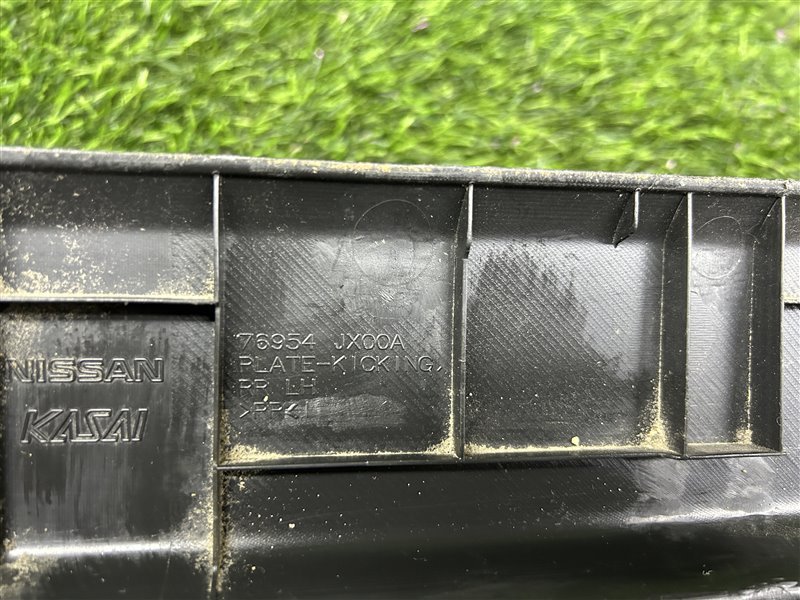 76954 JX00A
PLATE-KICKING,
RR LH
>PP<
NISSAN
KASAI